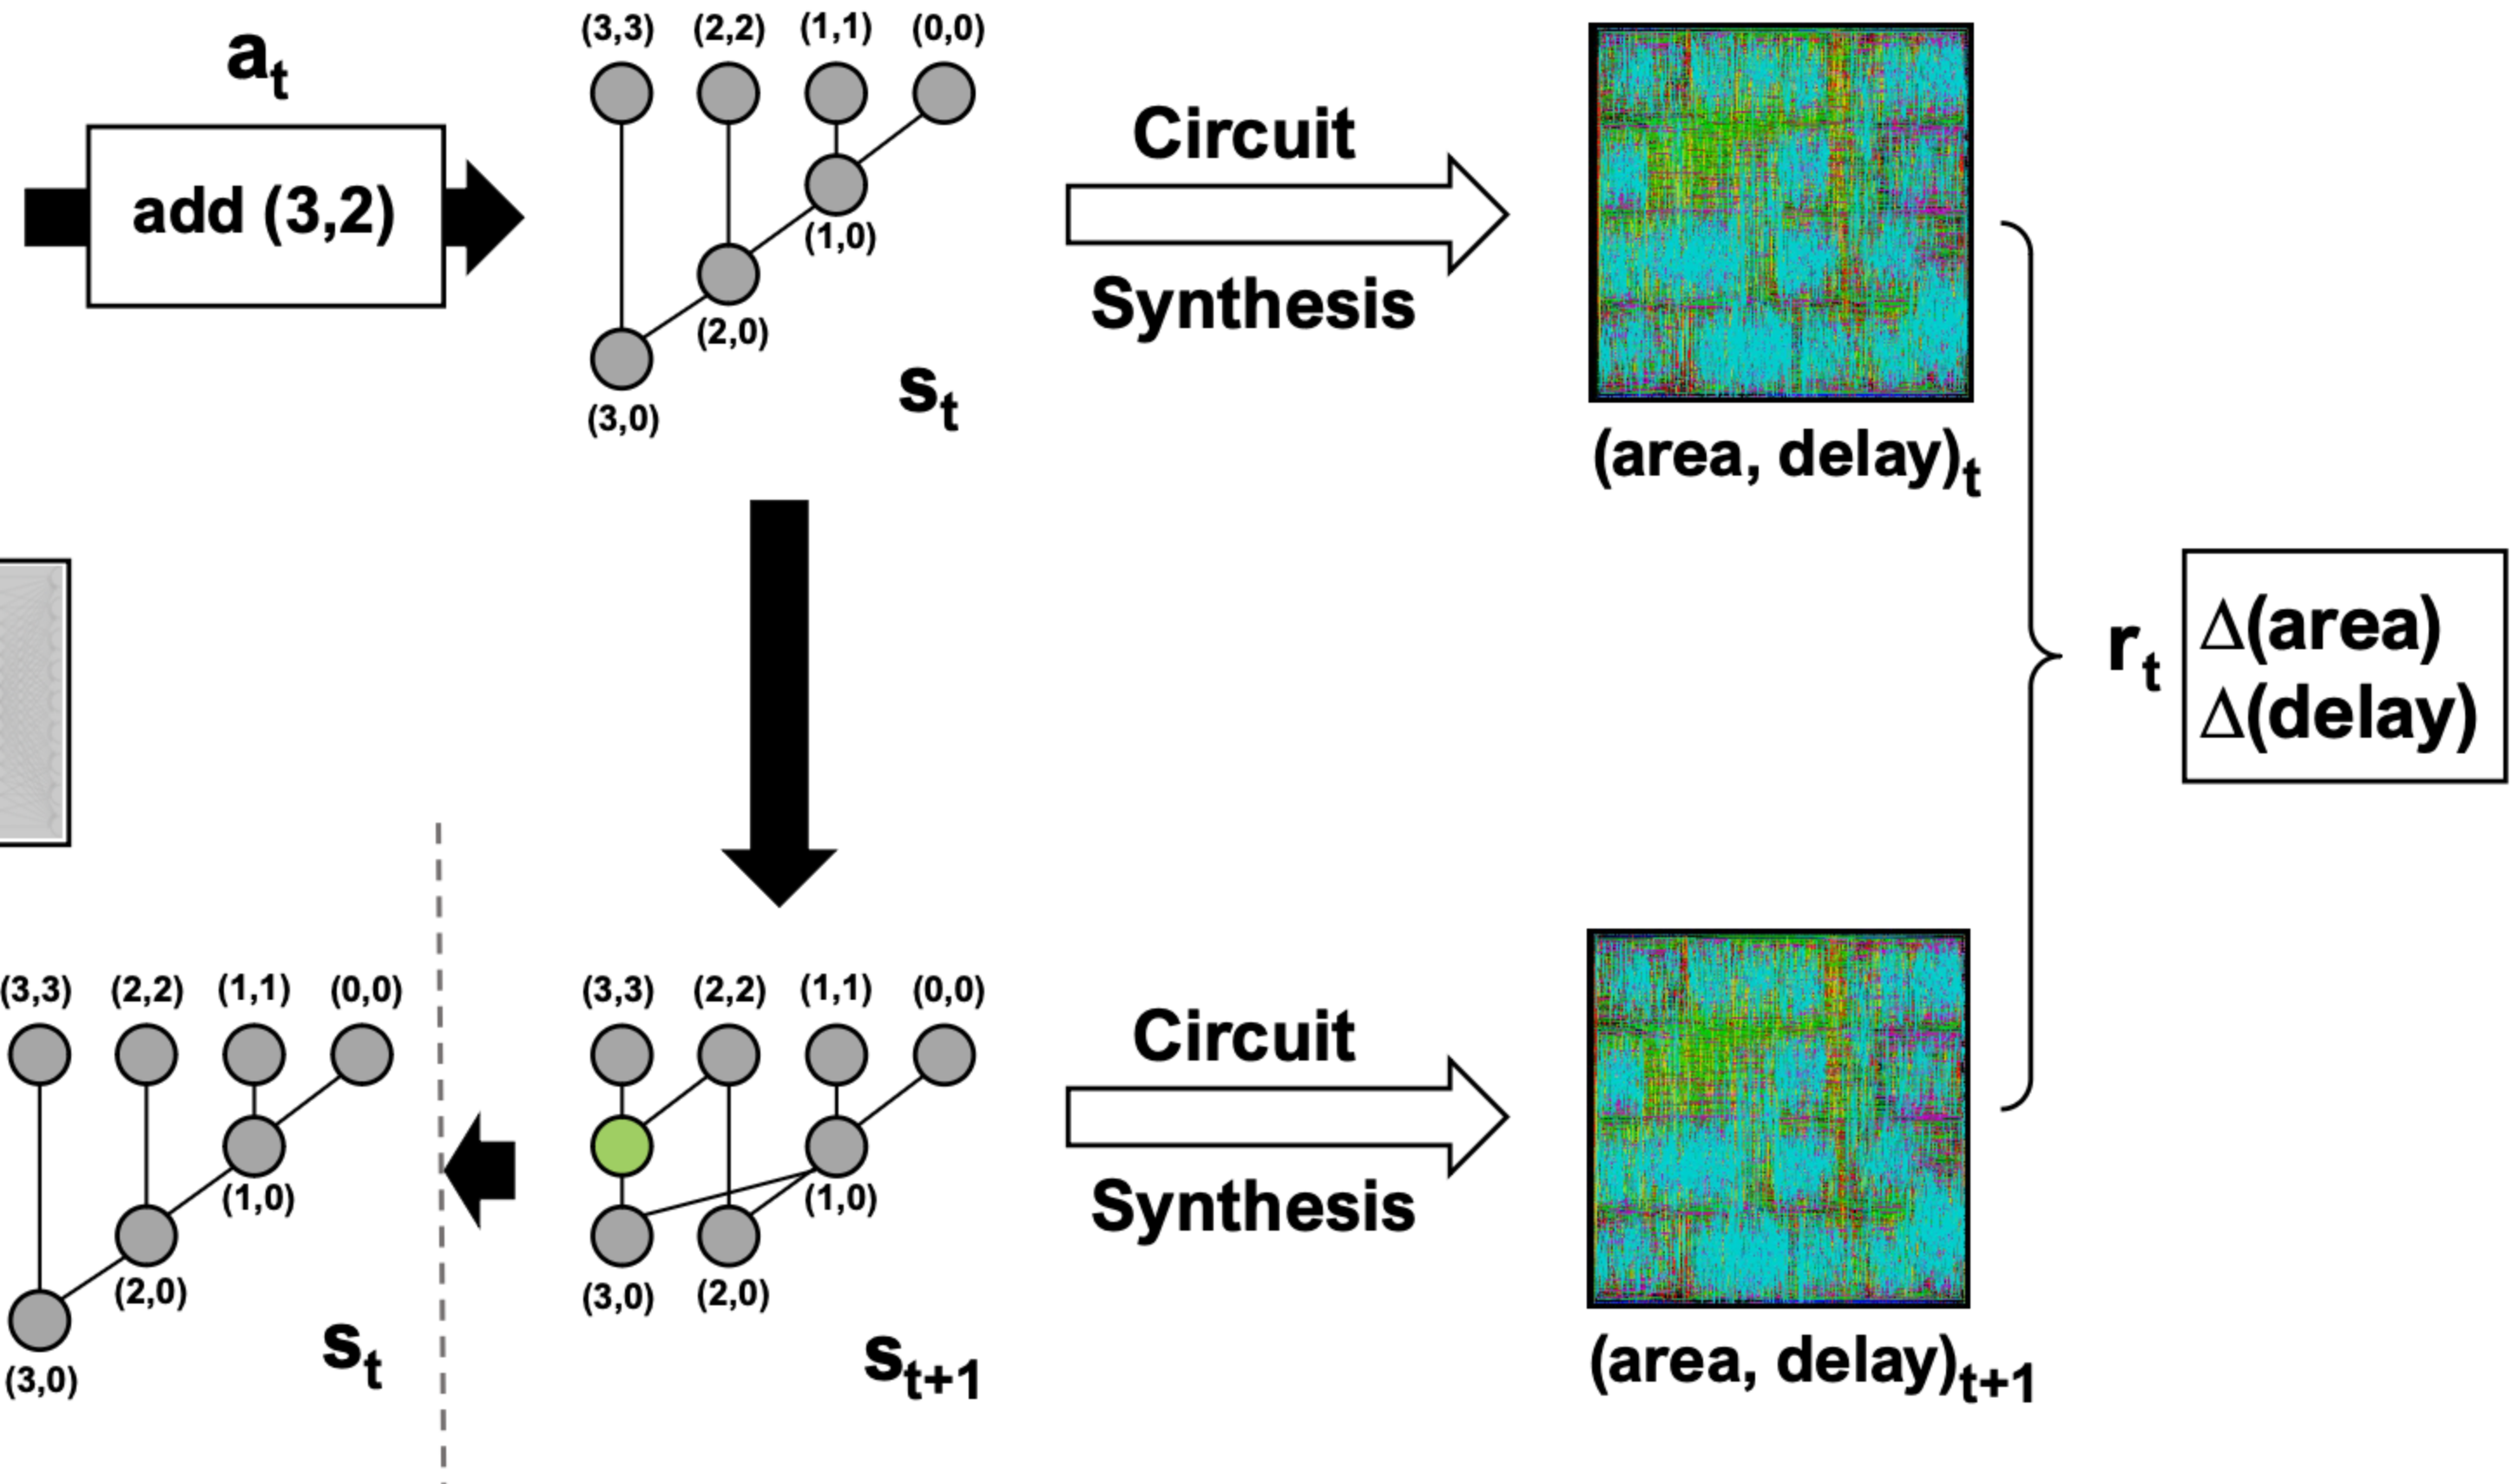 a_t
add (3,2)
(3,3) (2,2) (1,1) (0,0)
(1,0)
(2,0)
(3,0)
s_t
Circuit
Synthesis
(area, delay)_t
r_t
Δ(area)
Δ(delay)
(3,3) (2,2) (1,1) (0,0)
(1,0)
(2,0)
(3,0)
s_t
(3,3) (2,2) (1,1) (0,0)
(1,0)
(3,0) (2,0)
s_t+1
Circuit
Synthesis
(area, delay)_t+1